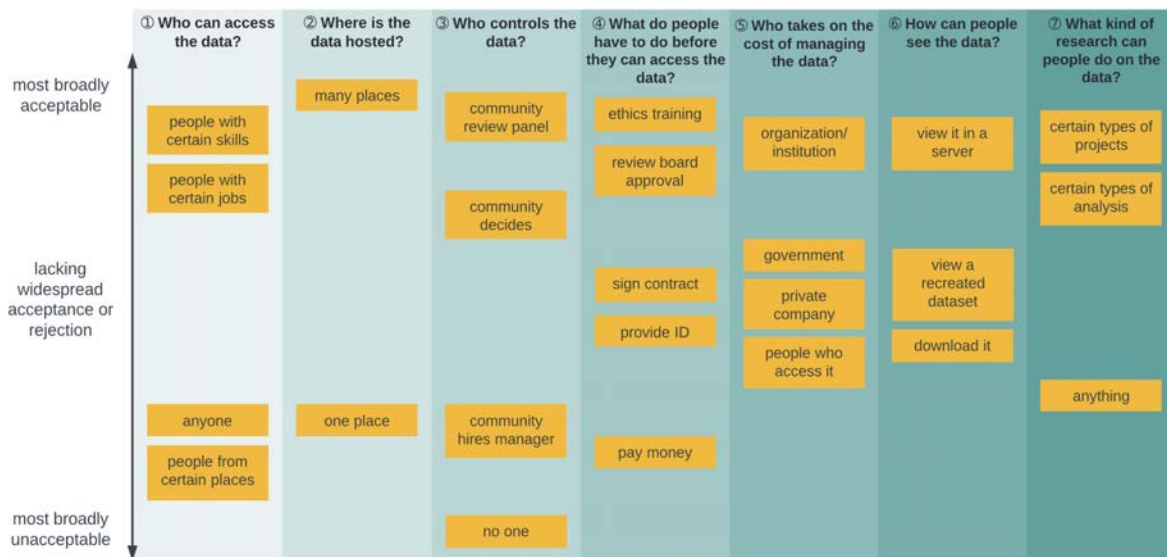 ① Who can access
the data?
② Where is the
data hosted?
③ Who controls the
data?
④ What do people
have to do before
they can access the
data?
⑤ Who takes on the
cost of managing
the data?
⑥ How can people
see the data?
⑦ What kind of
research can
people do on the
data?
most broadly
acceptable
lacking
widespread
acceptance or
rejection
most broadly
unacceptable
people with
certain skills
people with
certain jobs
anyone
people from
certain places
many places
one place
community
review panel
community
decides
community
hires manager
no one
ethics training
review board
approval
sign contract
provide ID
pay money
organization/
institution
government
private
company
people who
access it
view it in a
server
view a
recreated
dataset
download it
certain types of
projects
certain types of
analysis
anything